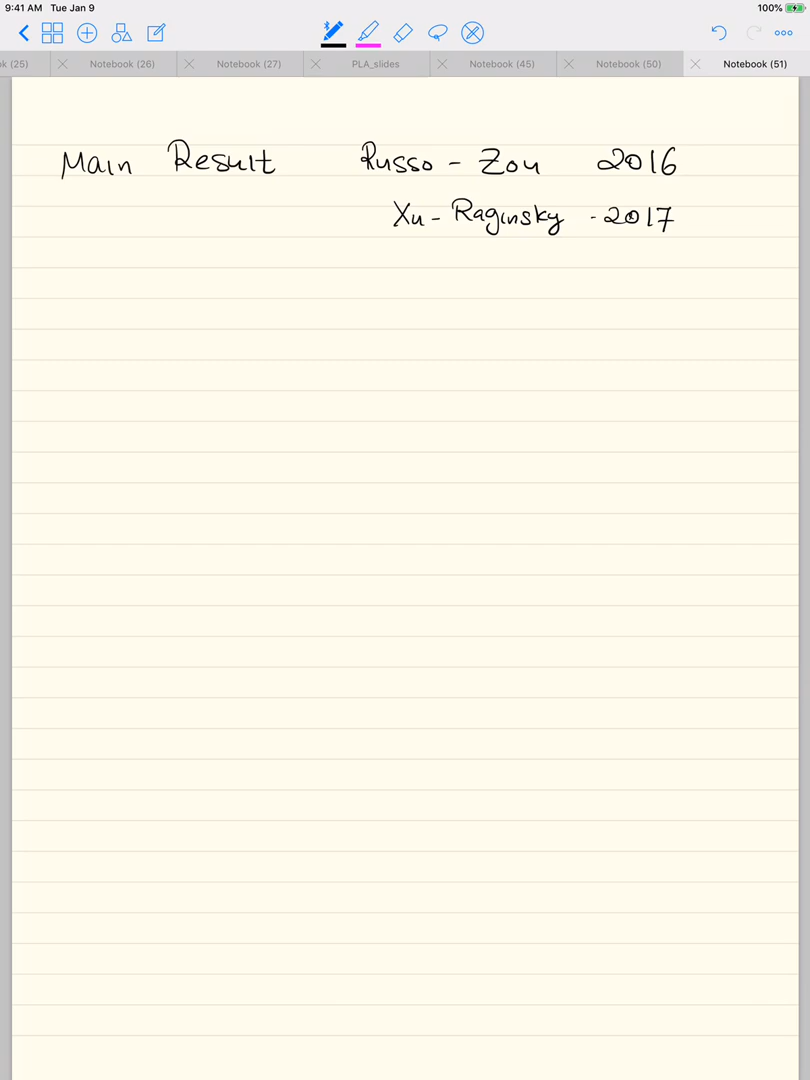 9:41 AM Tue Jan 9 100%
k (25) Notebook (26) Notebook (27) PLA_slides Notebook (45) Notebook (50) Notebook (51)
Main Result Russo - Zou 2016
Xu - Raginsky - 2017